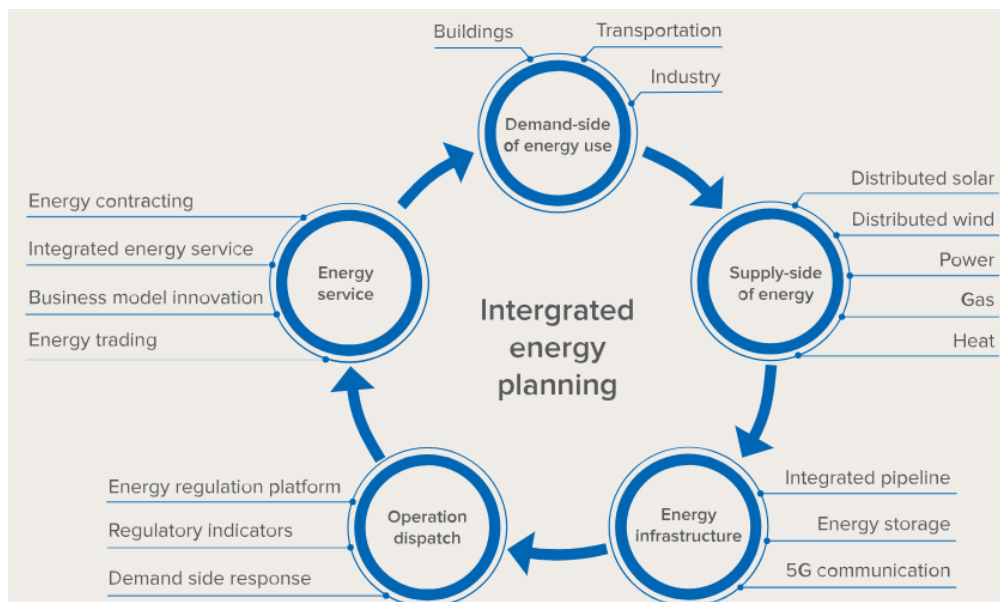 Buildings
Transportation
Industry
Demand-side
of energy use
Distributed solar
Distributed wind
Power
Gas
Heat
Supply-side
of energy
Energy contracting
Integrated energy service
Business model innovation
Energy trading
Energy
service
Intergrated
energy
planning
Integrated pipeline
Energy storage
5G communication
Energy
infrastructure
Energy regulation platform
Regulatory indicators
Demand side response
Operation
dispatch